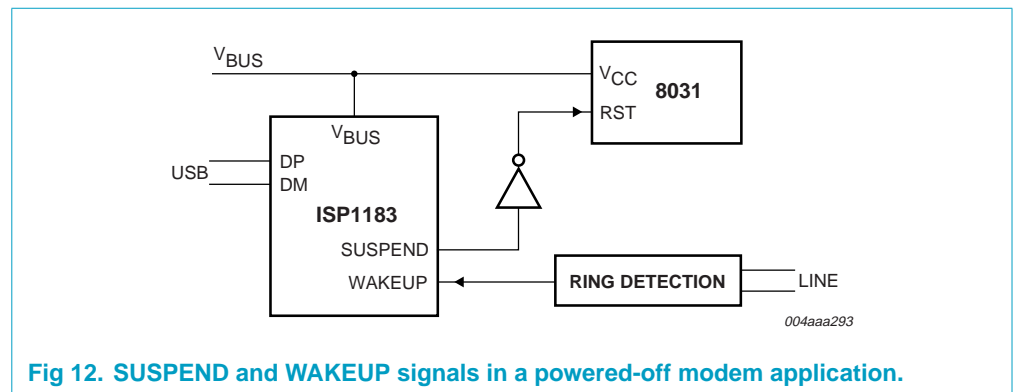 VBUS
VCC
8031
RST
VBUS
USB
DP
DM
ISP1183
SUSPEND
WAKEUP
RING DETECTION
LINE
004aaa293
Fig 12. SUSPEND and WAKEUP signals in a powered-off modem application.